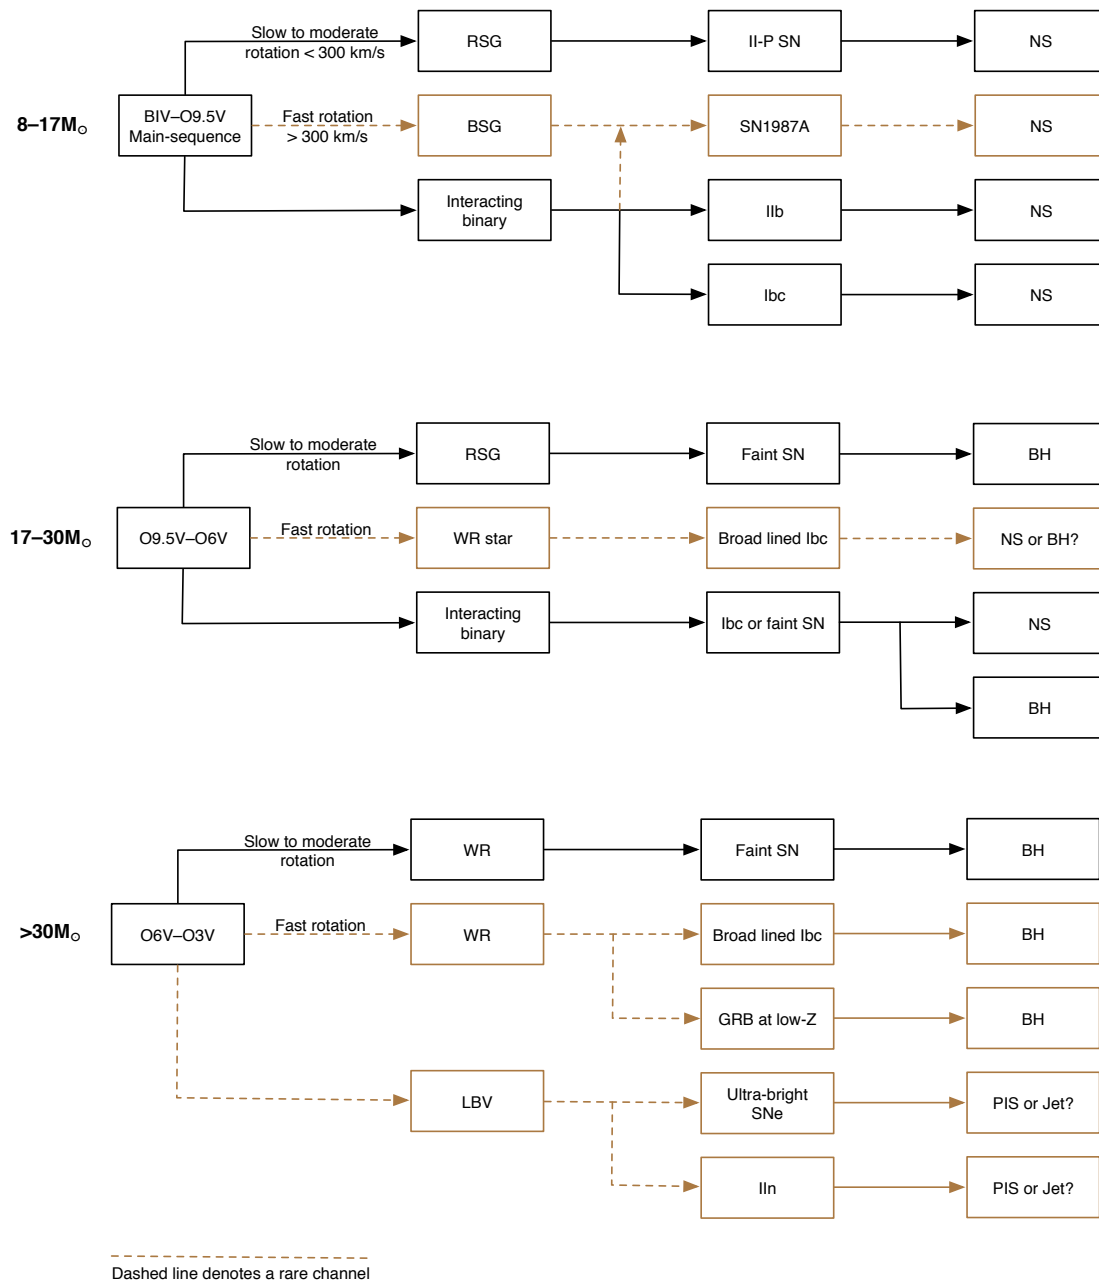 Slow to moderate
rotation < 300 km/s
RSG
II-P SN
NS
8–17M☉
BIV–O9.5V
Main-sequence
Fast rotation
> 300 km/s
BSG
SN1987A
NS
Interacting
binary
IIb
NS
Ibc
NS
Slow to moderate
rotation
RSG
Faint SN
BH
17–30M☉
O9.5V–O6V
Fast rotation
WR star
Broad lined Ibc
NS or BH?
Interacting
binary
Ibc or faint SN
NS
BH
Slow to moderate
rotation
WR
Faint SN
BH
>30M☉
O6V–O3V
Fast rotation
WR
Broad lined Ibc
BH
GRB at low-Z
BH
LBV
Ultra-bright
SNe
PIS or Jet?
IIn
PIS or Jet?
Dashed line denotes a rare channel